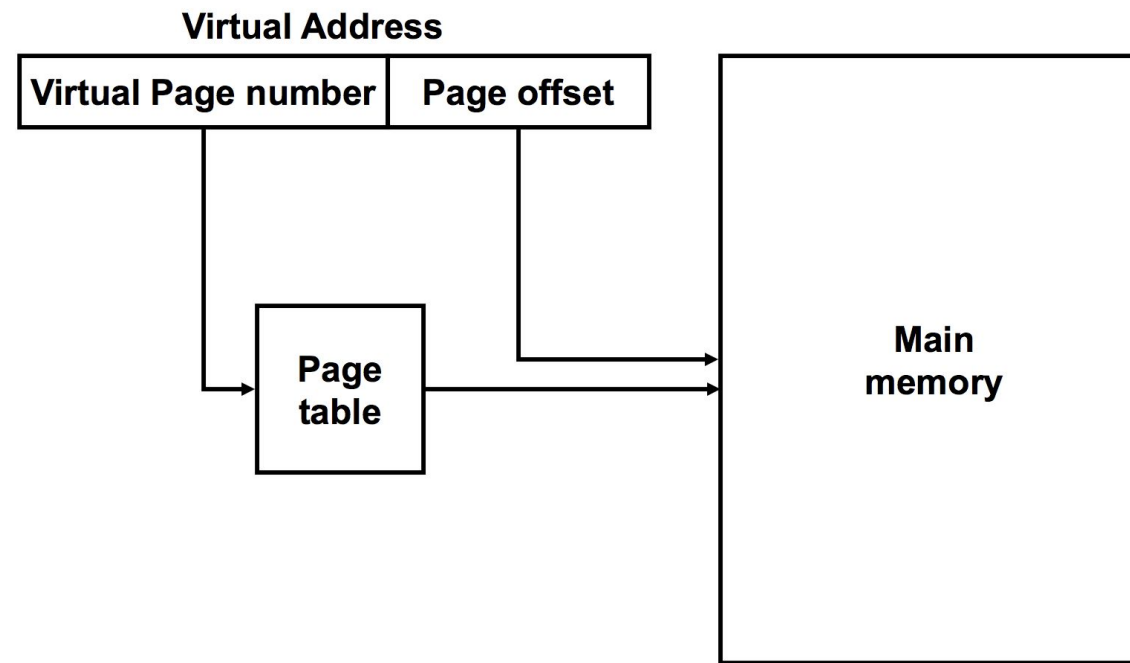 Virtual Address
Virtual Page number
Page offset
Page
table
Main
memory